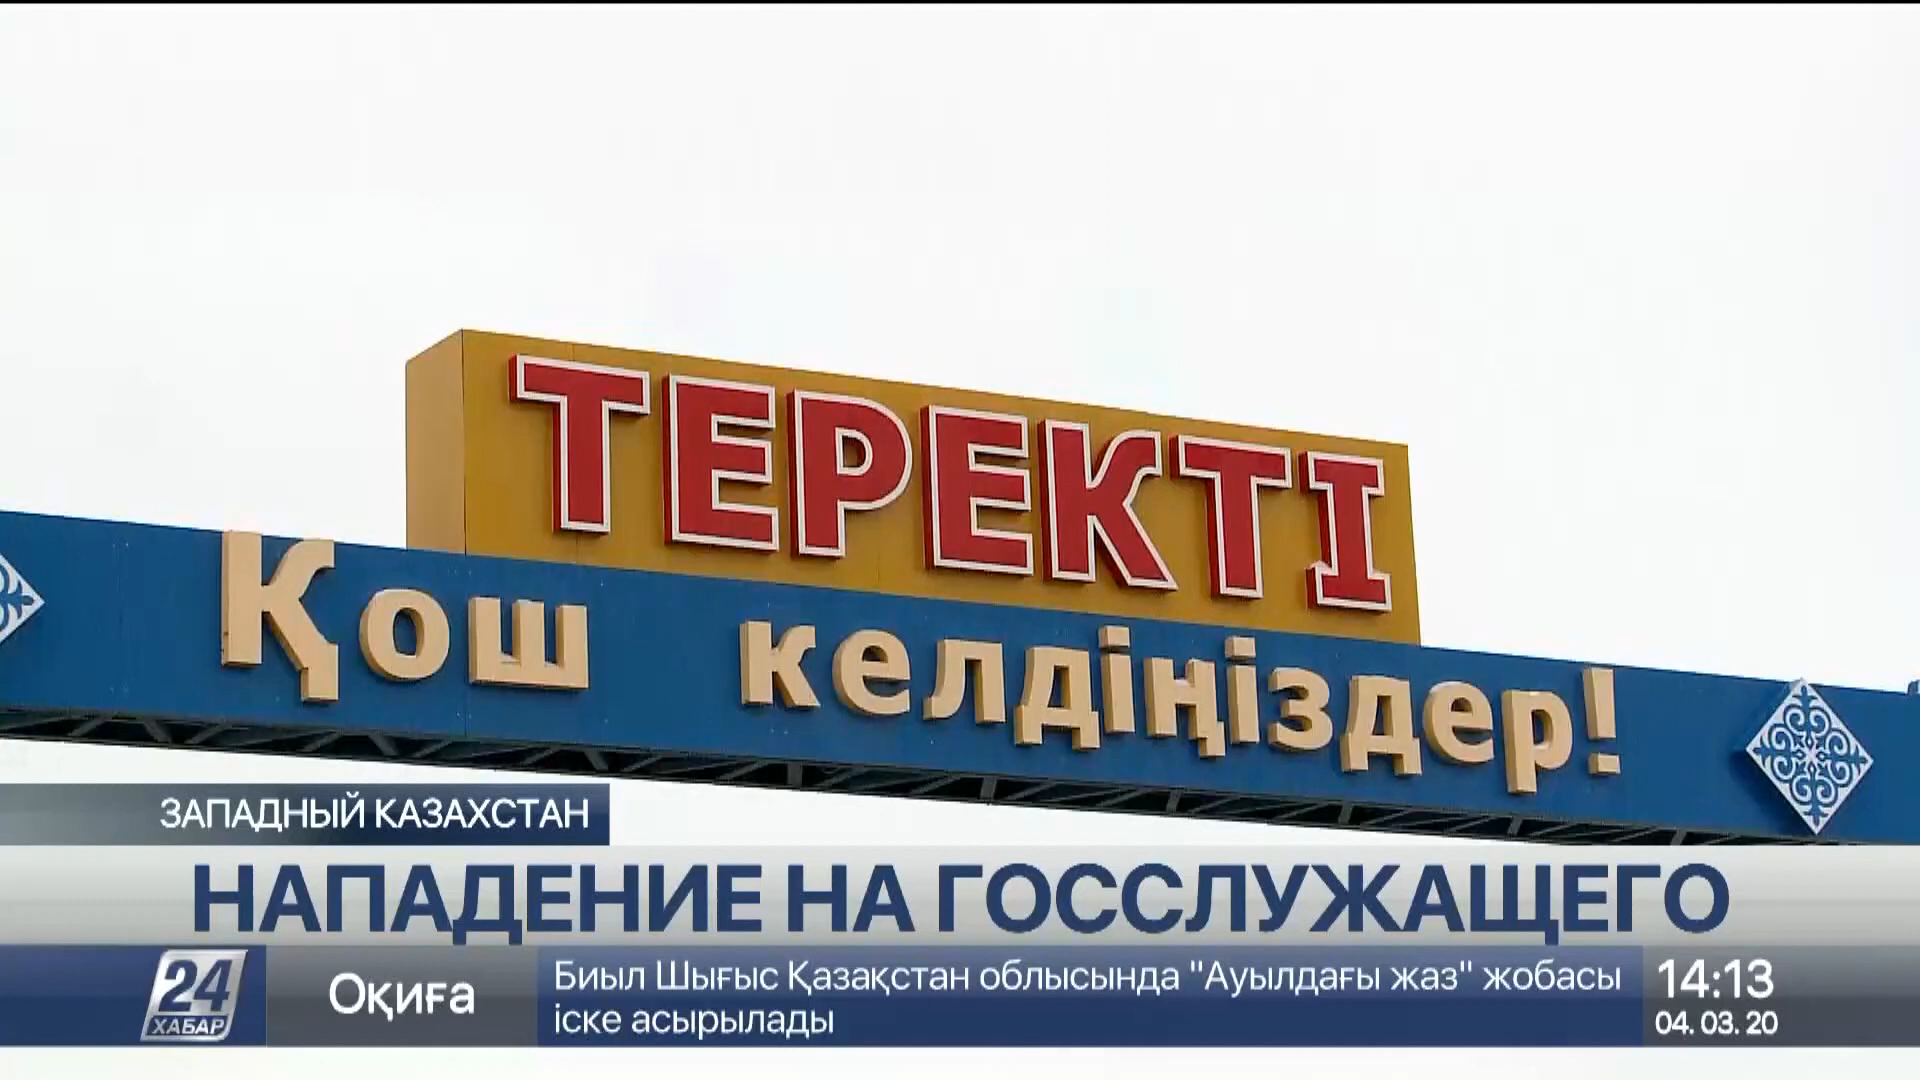 ТЕРЕКТІ
Қош келдіңіздер!
ЗАПАДНЫЙ КАЗАХСТАН
НАПАДЕНИЕ НА ГОССЛУЖАЩЕГО
24
ХАБАР
Оқиға
Биыл Шығыс Қазақстан облысында "Ауылдағы жаз" жобасы
іске асырылады
14:13
04. 03. 20